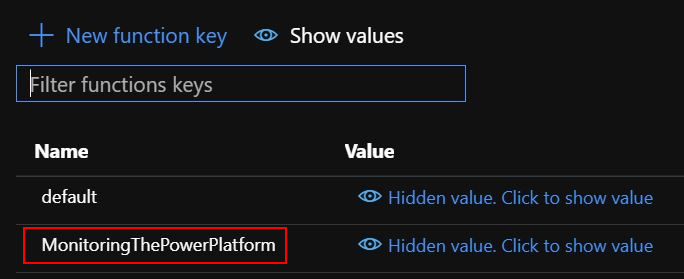 New function key Show values
Filter functions keys
Name Value
default Hidden value. Click to show value
MonitoringThePowerPlatform Hidden value. Click to show value